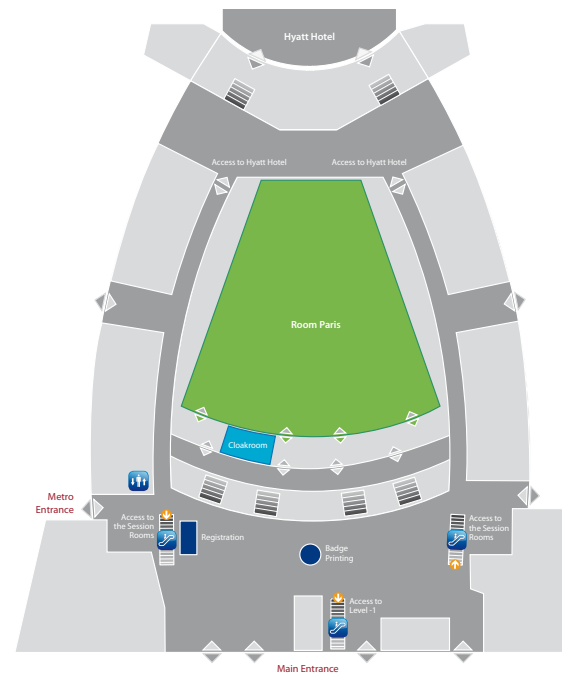 Hyatt Hotel
Access to Hyatt Hotel
Access to Hyatt Hotel
Room Paris
Cloakroom
Metro
Entrance
Access to
the Session
Rooms
Registration
Badge
Printing
Access to
the Session
Rooms
Access to
Level -1
Main Entrance